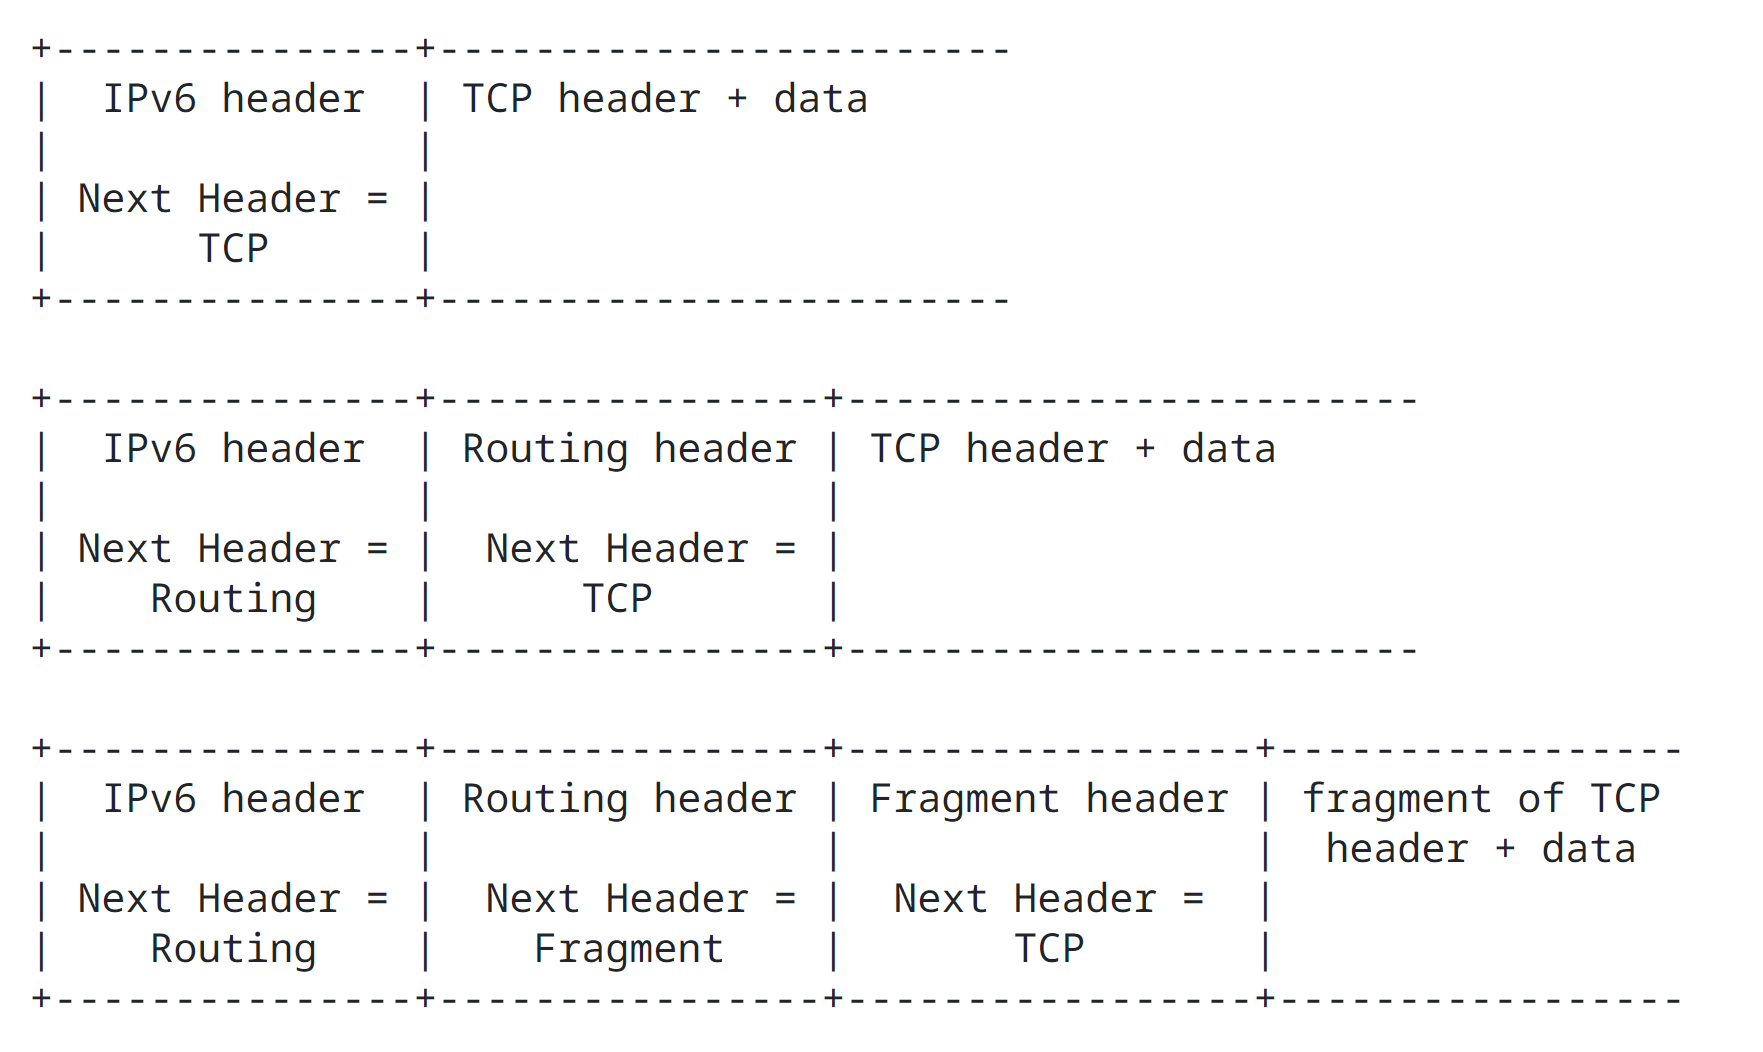 +---------------+------------------------
|  IPv6 header  | TCP header + data
|               |
| Next Header = |
|      TCP      |
+---------------+------------------------

+---------------+----------------+------------------------
|  IPv6 header  | Routing header | TCP header + data
|               |                |
| Next Header = |  Next Header = |
|    Routing    |      TCP       |
+---------------+----------------+------------------------

+---------------+----------------+-----------------+-----------------
|  IPv6 header  | Routing header | Fragment header | fragment of TCP
|               |                |                 |  header + data
| Next Header = |  Next Header = |  Next Header =  |
|    Routing    |    Fragment    |       TCP       |
+---------------+----------------+-----------------+-----------------